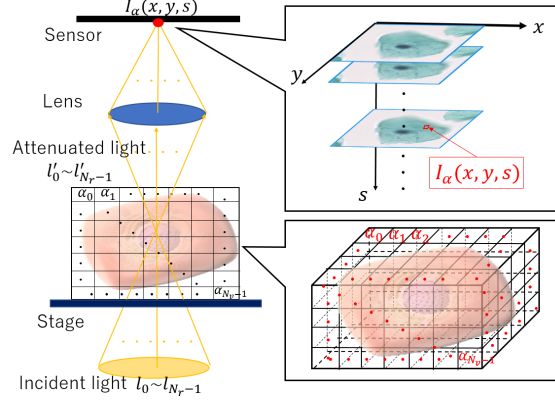 I_α(x, y, s)
Sensor
Lens
Attenuated light
l′_0~l′_{N_r−1}
α_0 α_1
α_{N_v−1}
Stage
Incident light l_0~l_{N_r−1}
x
y
I_α(x, y, s)
s
α_0 α_1 α_2
α_{N_v−1}